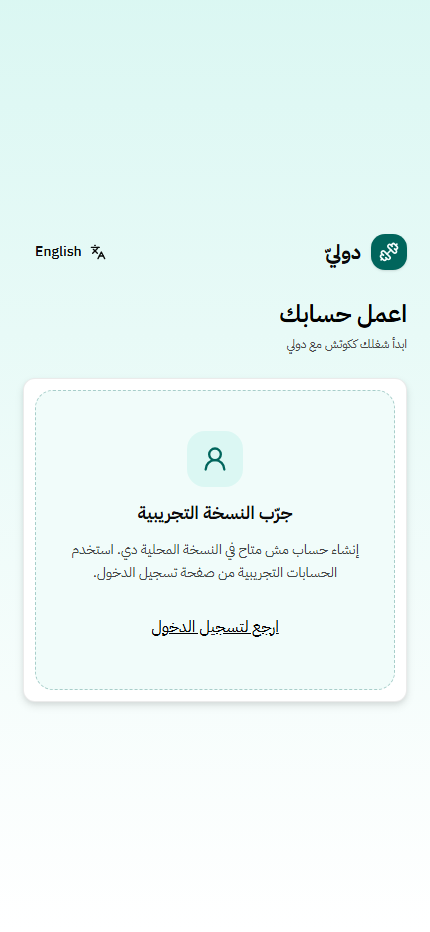 دوليّ
English
اعمل حسابك
ابدأ شغلك ككوتش مع دولي
جرّب النسخة التجريبية
إنشاء حساب مش متاح في النسخة المحلية دي. استخدم
الحسابات التجريبية من صفحة تسجيل الدخول.
ارجع لتسجيل الدخول